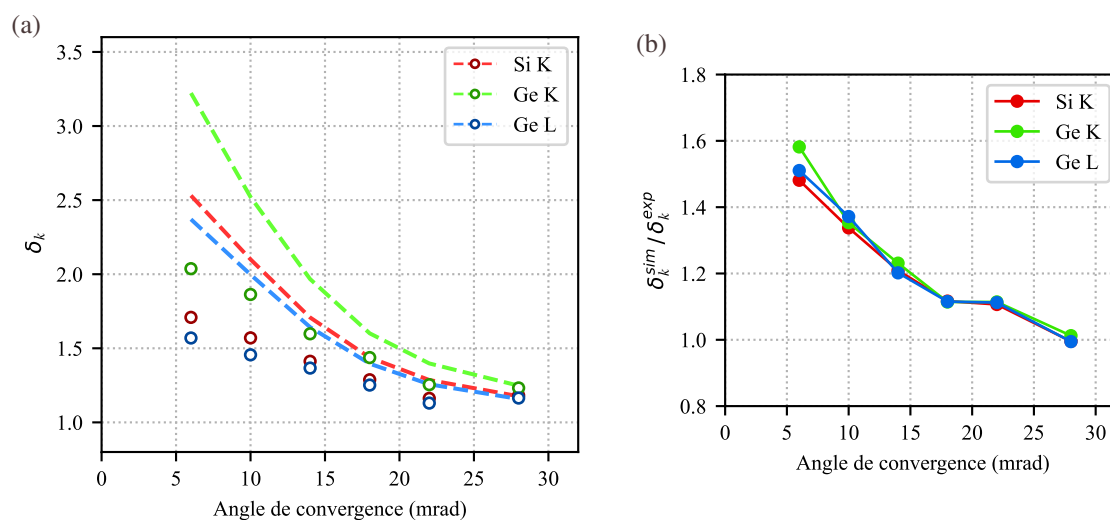 (a)
3.5
3.0
2.5
2.0
1.5
1.0
δk
0
5
10
15
20
25
30
Angle de convergence (mrad)
Si K
Ge K
Ge L
(b)
1.8
1.6
1.4
1.2
1.0
0.8
δk^sim / δk^exp
0
5
10
15
20
25
30
Angle de convergence (mrad)
Si K
Ge K
Ge L